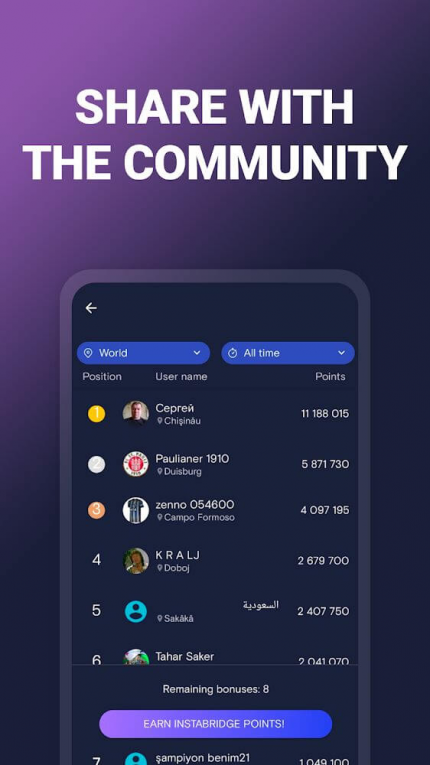 SHARE WITH
THE COMMUNITY
World
All time
Position User name Points
1 Сергей 11 188 015
Chișinău
2 Paulianer 1910 5 871 730
Duisburg
3 zenno 054600 4 097 195
Campo Formoso
4 K R A LJ 2 679 700
Doboj
5 السعودية 2 407 750
Sakākā
6 Tahar Saker 2 041 070
Remaining bonuses: 8
EARN INSTABRIDGE POINTS!
7 şampiyon benim21 1 049 100